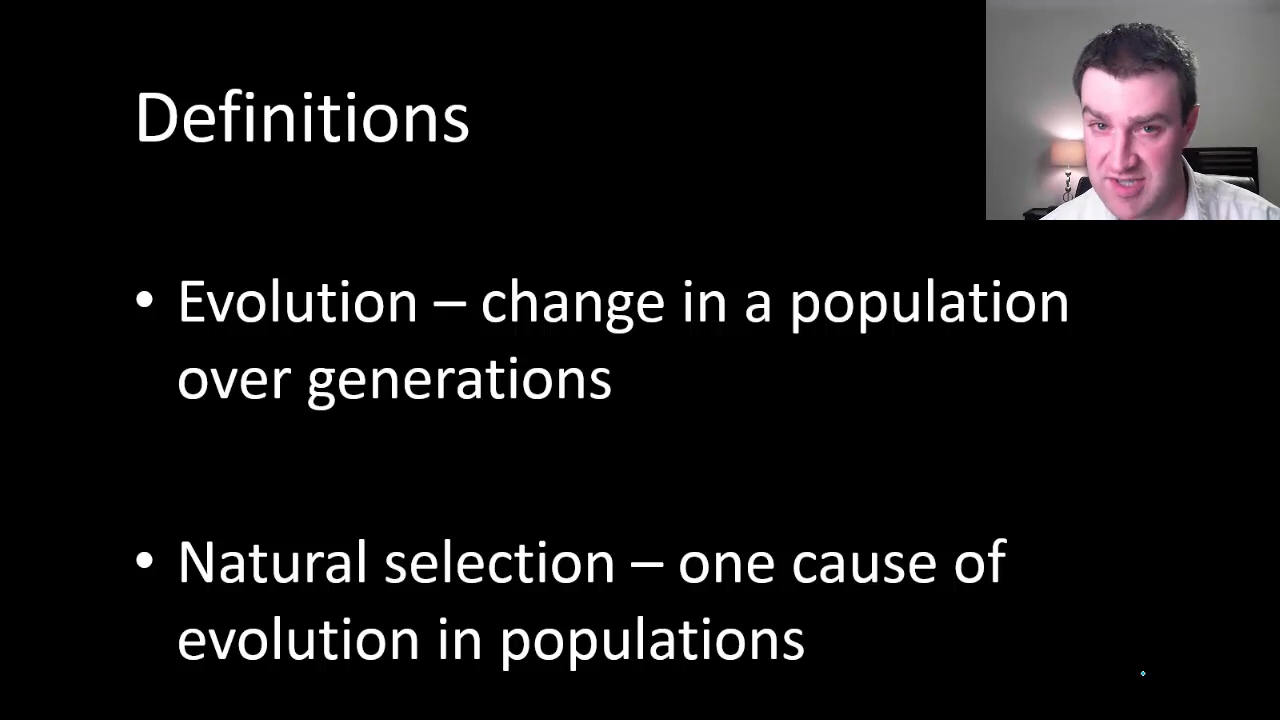 Definitions
• Evolution – change in a population
over generations
• Natural selection – one cause of
evolution in populations